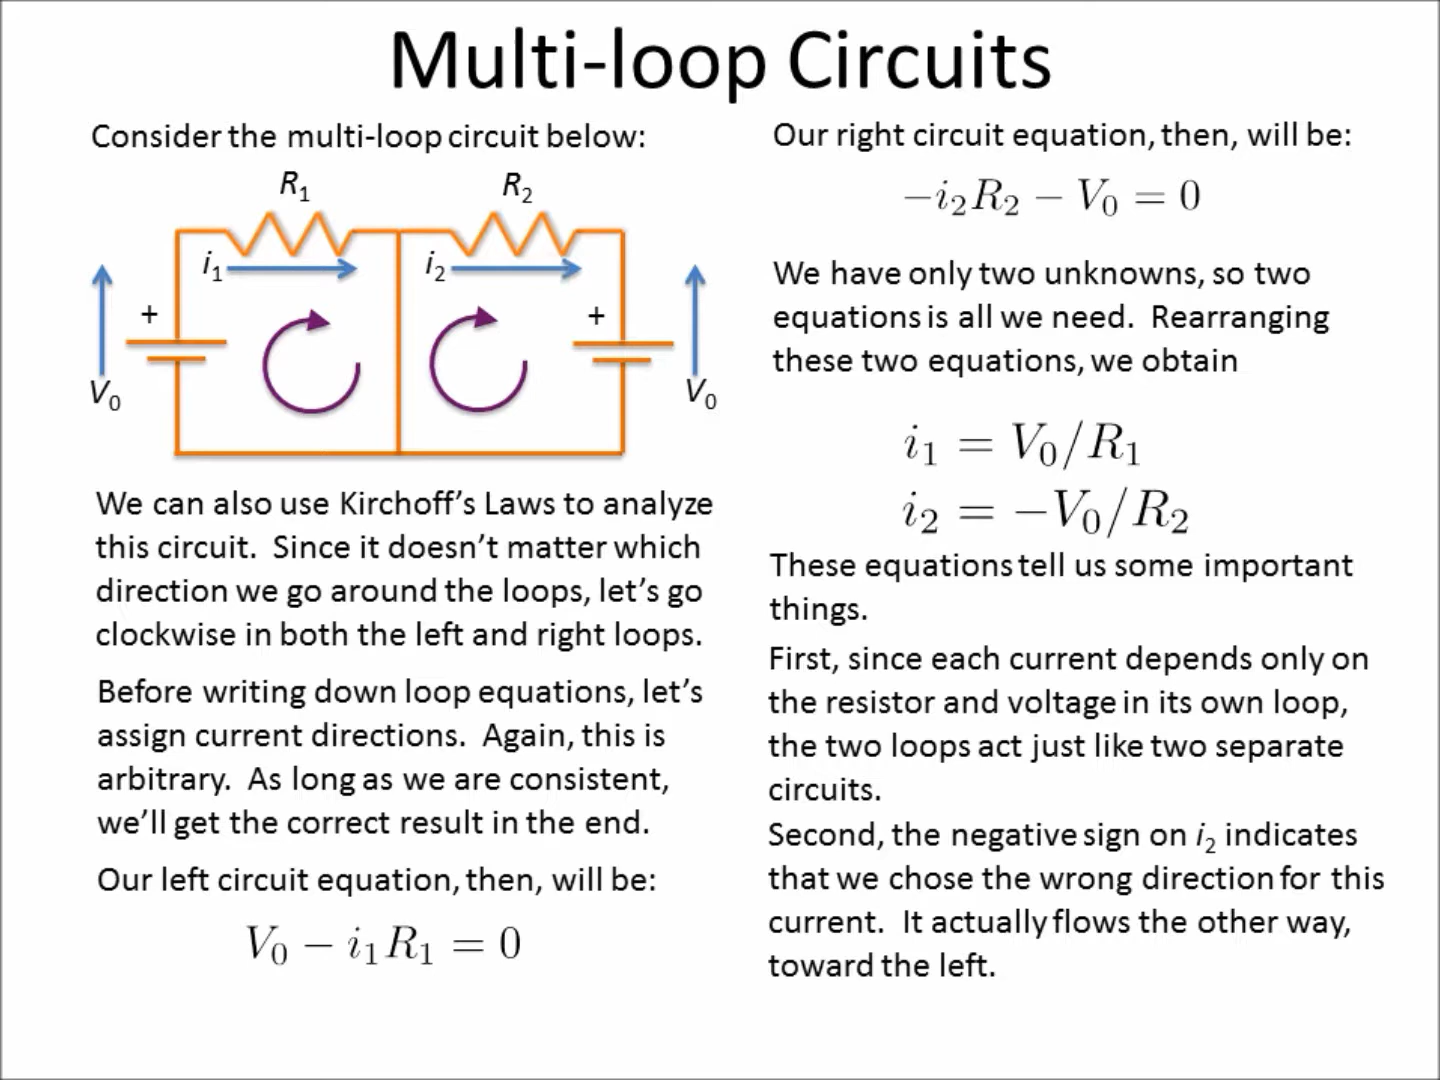 Multi-loop Circuits
Consider the multi-loop circuit below:
R1
R2
i1
i2
+
+
V0
V0
We can also use Kirchoff's Laws to analyze
this circuit.  Since it doesn't matter which
direction we go around the loops, let's go
clockwise in both the left and right loops.
Before writing down loop equations, let's
assign current directions.  Again, this is
arbitrary.  As long as we are consistent,
we'll get the correct result in the end.
Our left circuit equation, then, will be:
V0 − i1R1 = 0
Our right circuit equation, then, will be:
−i2R2 − V0 = 0
We have only two unknowns, so two
equations is all we need.  Rearranging
these two equations, we obtain
i1 = V0/R1
i2 = −V0/R2
These equations tell us some important
things.
First, since each current depends only on
the resistor and voltage in its own loop,
the two loops act just like two separate
circuits.
Second, the negative sign on i2 indicates
that we chose the wrong direction for this
current.  It actually flows the other way,
toward the left.